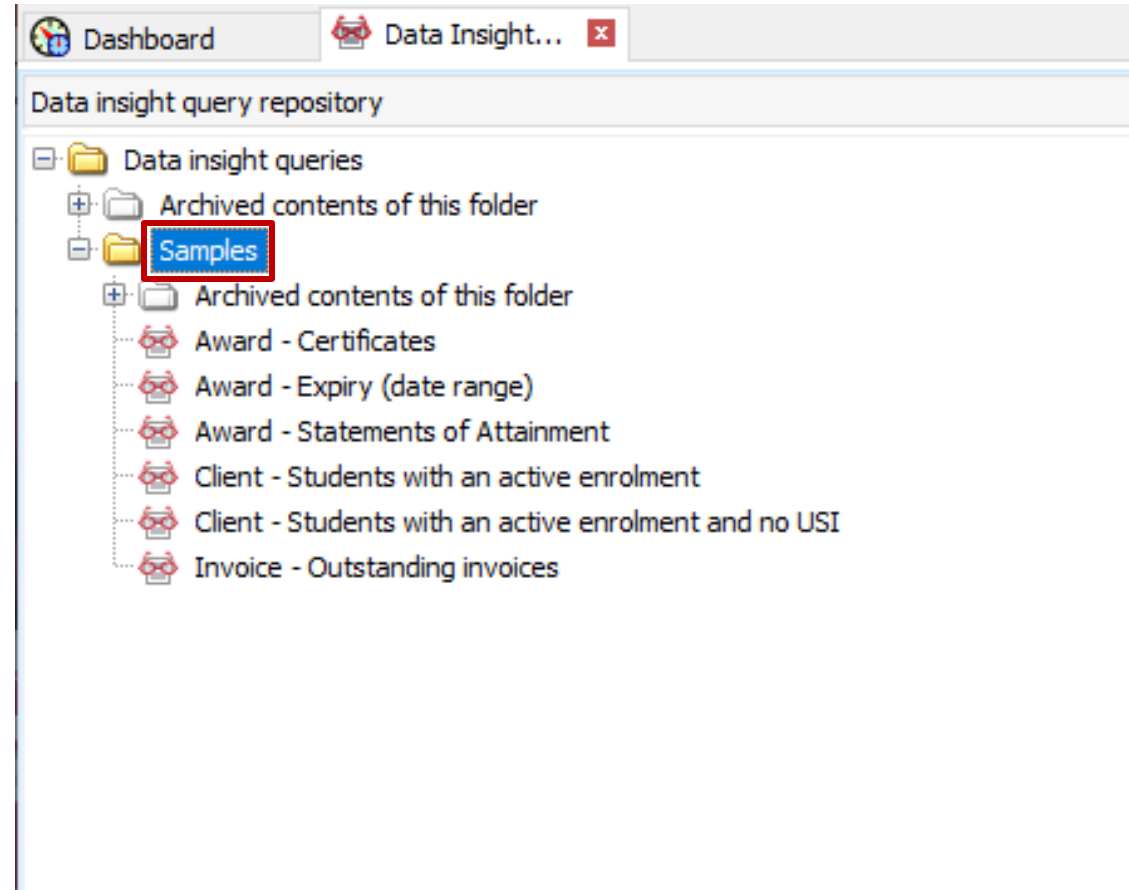 Dashboard
Data Insight...
Data insight query repository
Data insight queries
Archived contents of this folder
Samples
Archived contents of this folder
Award - Certificates
Award - Expiry (date range)
Award - Statements of Attainment
Client - Students with an active enrolment
Client - Students with an active enrolment and no USI
Invoice - Outstanding invoices